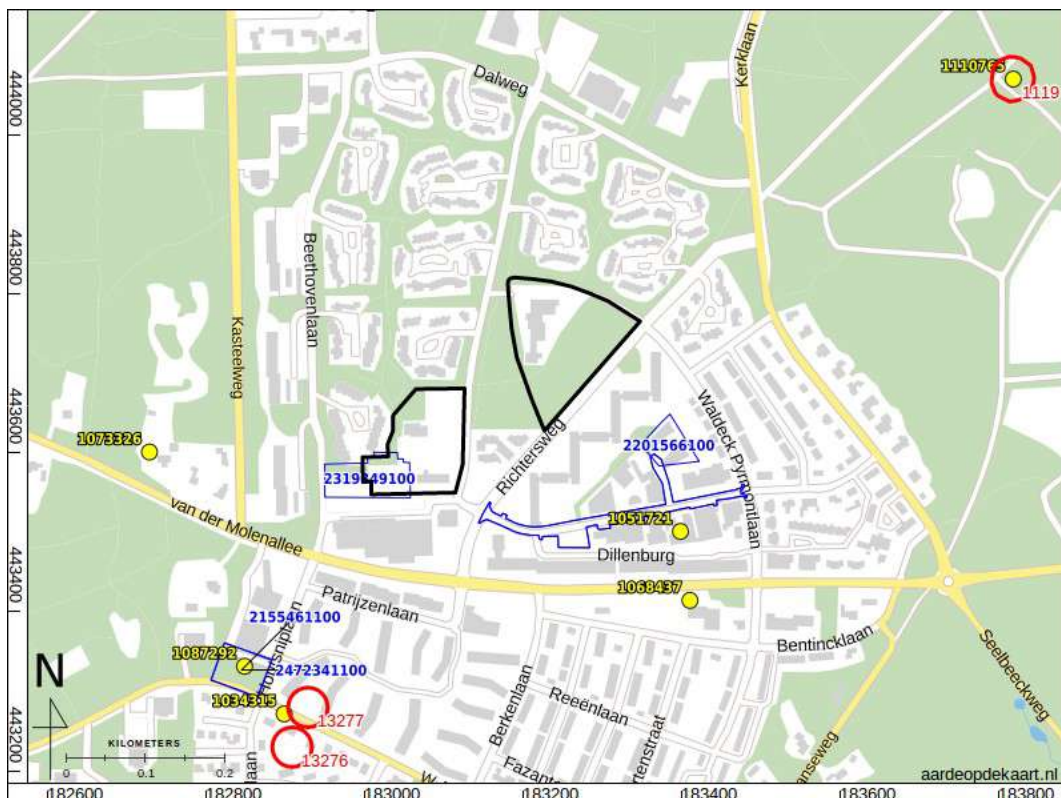 1110765
1119
Dalweg
Kerklaan
444000
443800
443600
443400
443200
Beethovenlaan
Kasteelweg
1073326
2319349100
Richtersweg
2201566100
Waldeck Pyrmontlaan
van der Molenallee
1051721
Dillenburg
1068437
Patrijzenlaan
2155461100
1087292
2472341100
Bentincklaan
Seelbeeckweg
1034315
13277
13276
Berkenlaan
Reeënlaan
N
KILOMETERS
0 0.1 0.2
aardeopdekaart.nl
182600 182800 183000 183200 183400 183600 183800